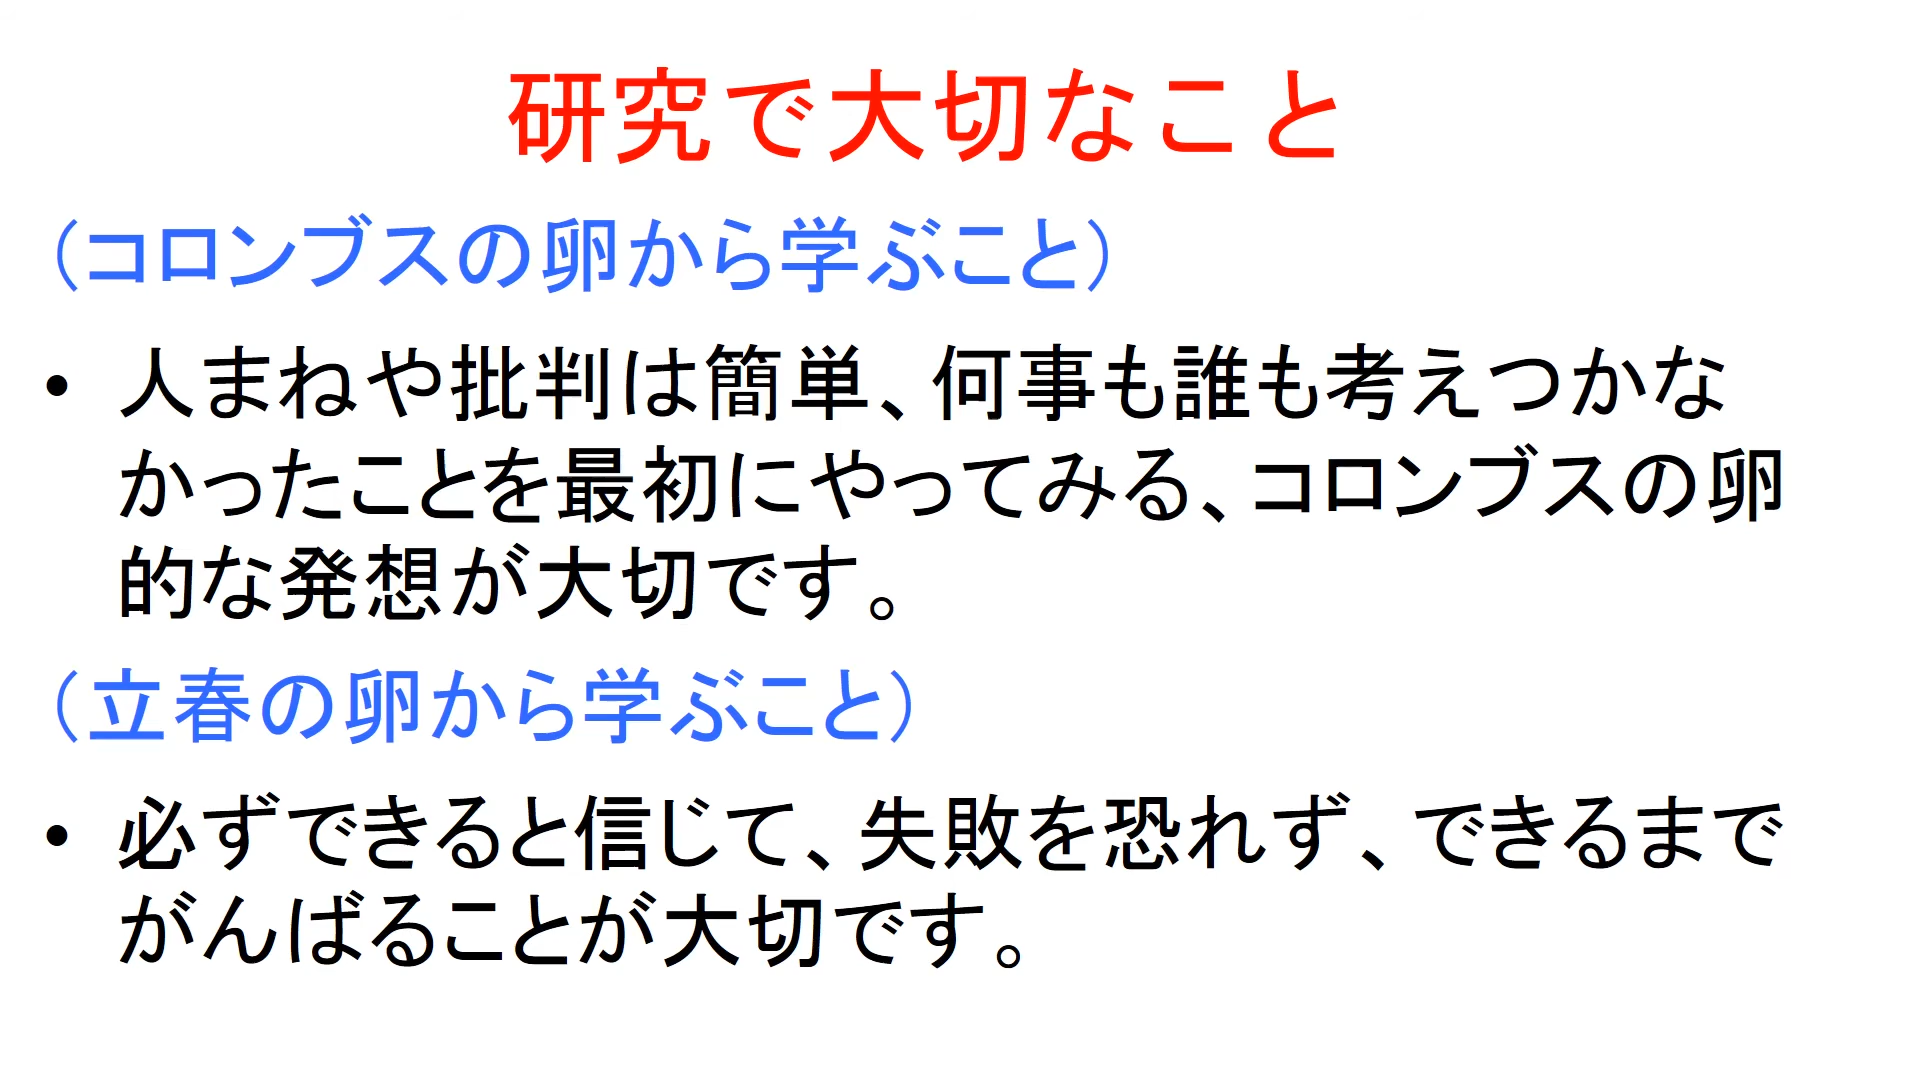 研究で大切なこと
（コロンブスの卵から学ぶこと）
• 人まねや批判は簡単、何事も誰も考えつかな
かったことを最初にやってみる、コロンブスの卵
的な発想が大切です。
（立春の卵から学ぶこと）
• 必ずできると信じて、失敗を恐れず、できるまで
がんばることが大切です。